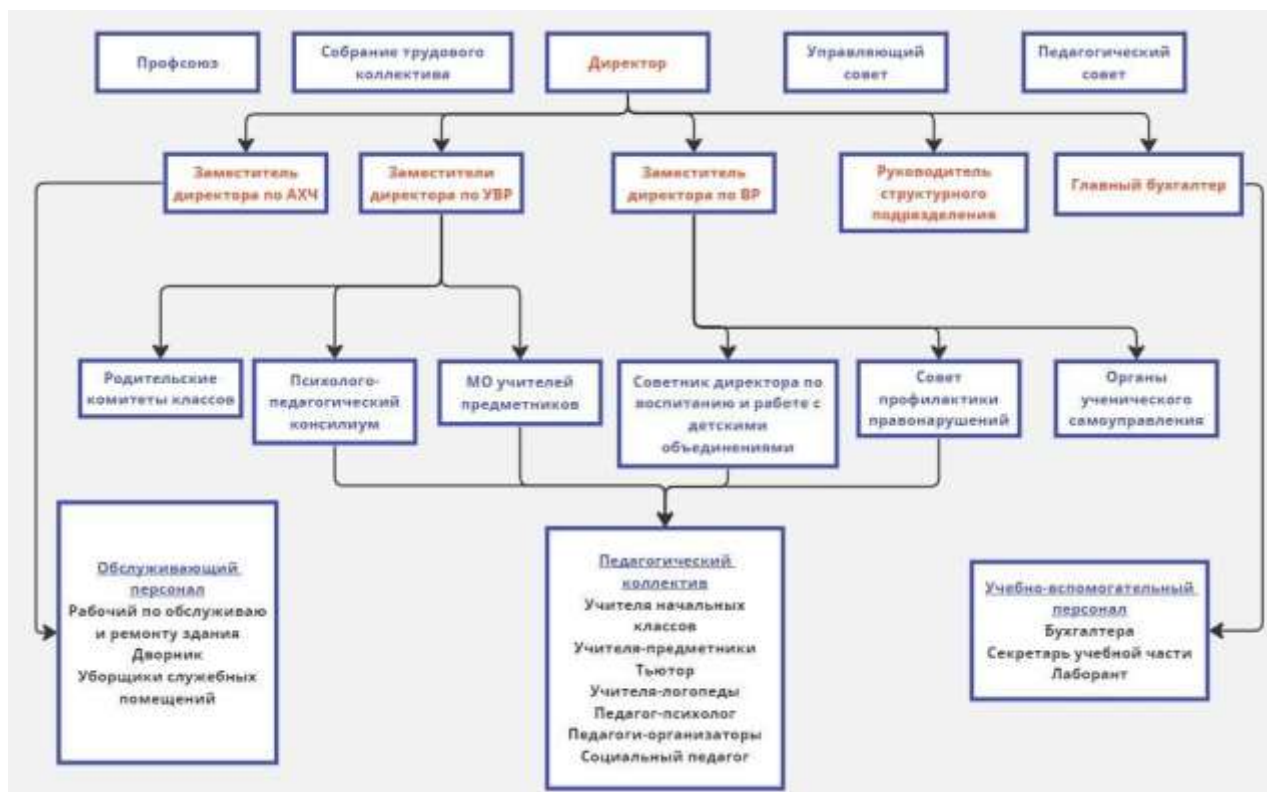 Профсоюз
Собрание трудового
коллектива
Директор
Управляющий
совет
Педагогический
совет
Заместитель
директора по АХЧ
Заместители
директора по УВР
Заместитель
директора по ВР
Руководитель
структурного
подразделения
Главный бухгалтер
Родительские
комитеты классов
Психолого-
педагогический
консилиум
МО учителей
предметников
Советник директора по
воспитанию и работе с
детскими
объединениями
Совет
профилактики
правонарушений
Органы
ученического
самоуправления
Обслуживающий
персонал
Рабочий по обслуживаю
и ремонту здания
Дворник
Уборщики служебных
помещений
Педагогический
коллектив
Учителя начальных
классов
Учителя-предметники
Тьютор
Учителя-логопеды
Педагог-психолог
Педагоги-организаторы
Социальный педагог
Учебно-вспомогательный
персонал
Бухгалтера
Секретарь учебной части
Лаборант